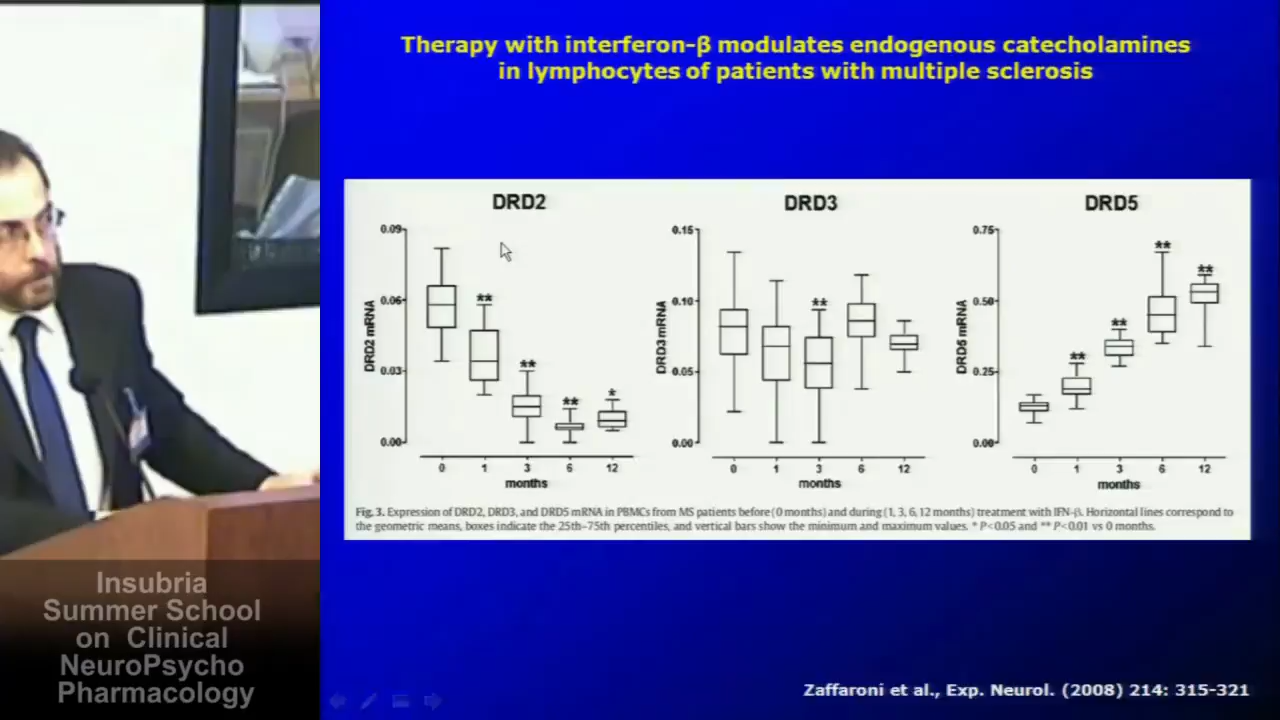 Therapy with interferon-β modulates endogenous catecholamines
in lymphocytes of patients with multiple sclerosis
DRD2
DRD2 mRNA
0.09
0.06
0.03
0.00
**
**
**
*
0 1 3 6 12
months
DRD3
DRD3 mRNA
0.15
0.10
0.05
0.00
**
0 1 3 6 12
months
DRD5
DRD5 mRNA
0.75
0.50
0.25
0.00
**
**
**
**
0 1 3 6 12
months
Fig. 3. Expression of DRD2, DRD3, and DRD5 mRNA in PBMCs from MS patients before (0 months) and during (1, 3, 6, 12 months) treatment with IFN-β. Horizontal lines correspond to
the geometric means, boxes indicate the 25th–75th percentiles, and vertical bars show the minimum and maximum values. * P<0.05 and ** P<0.01 vs 0 months.
Insubria
Summer School
on Clinical
NeuroPsycho
Pharmacology
Zaffaroni et al., Exp. Neurol. (2008) 214: 315-321